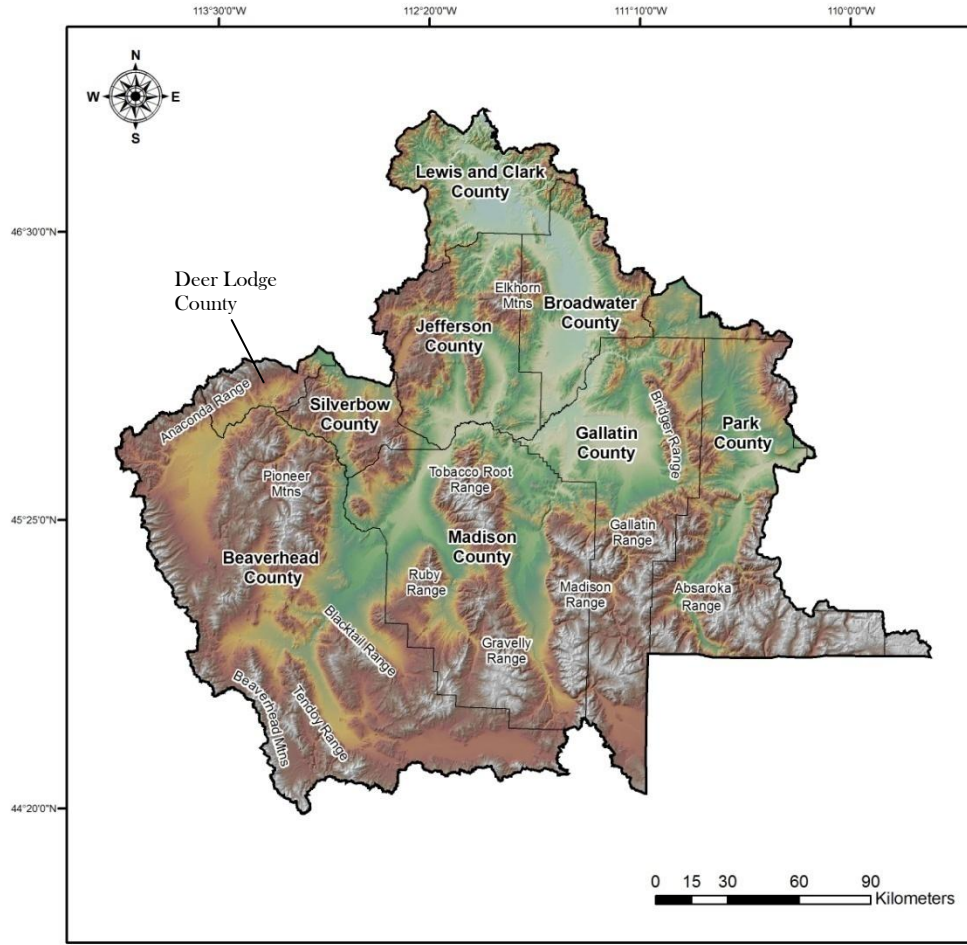 113°30'0"W
112°20'0"W
111°10'0"W
110°0'0"W
N
W
E
S
46°30'0"N
45°25'0"N
44°20'0"N
Lewis and Clark
County
Deer Lodge
County
Elkhorn
Mtns
Broadwater
County
Jefferson
County
Anaconda Range
Silverbow
County
Bridger Range
Park
County
Gallatin
County
Pioneer
Mtns
Tobacco Root
Range
Gallatin
Range
Madison
County
Beaverhead
County
Ruby
Range
Madison
Range
Absaroka
Range
Blacktail Range
Gravelly
Range
Beaverhead Mtns
Tendoy Range
0 15 30 60 90
Kilometers